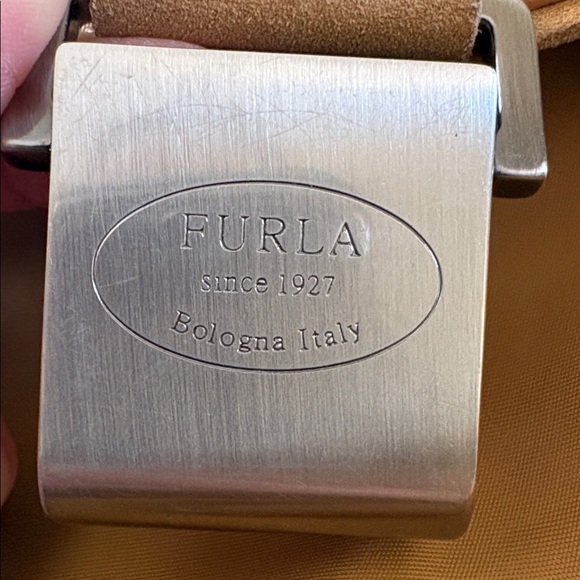 FURLA
since 1927
Bologna Italy